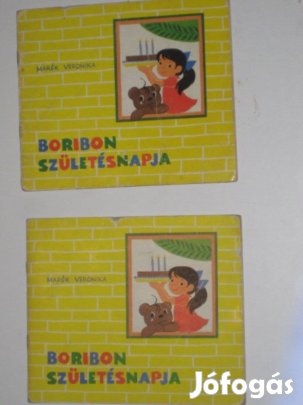 MARÉK VERONIKA
BORIBON
SZÜLETÉSNAPJA
MARÉK VERONIKA
BORIBON
SZÜLETÉSNAPJA
Jófogás